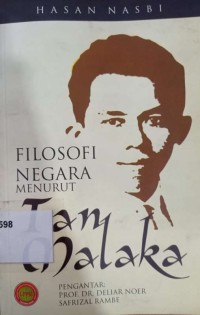 HASAN NASBI
FILOSOFI
NEGARA
MENURUT
Tan
Malaka
598
PENGANTAR:
PROF. DR. DELIAR NOER
SAFRIZAL RAMBE